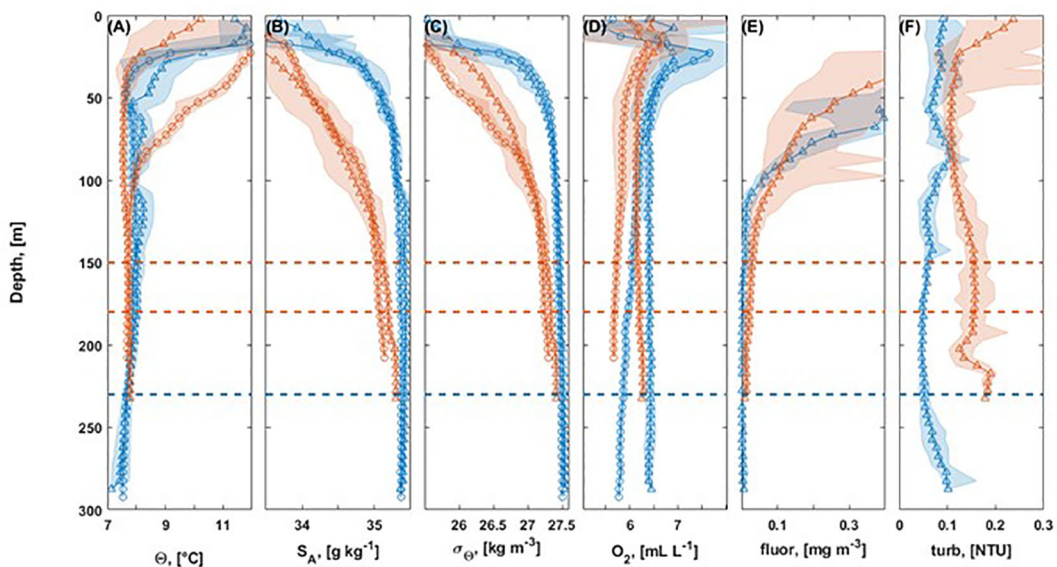 (A) (B) (C) (D) (E) (F)
0
50
100
150
200
250
300
Depth, [m]
7 9 11 34 35 26 26.5 27 27.5 6 7 0.1 0.3 0 0.1 0.2 0.3
Θ, [°C] S_A, [g kg⁻¹] σ_Θ, [kg m⁻³] O₂, [mL L⁻¹] fluor, [mg m⁻³] turb, [NTU]